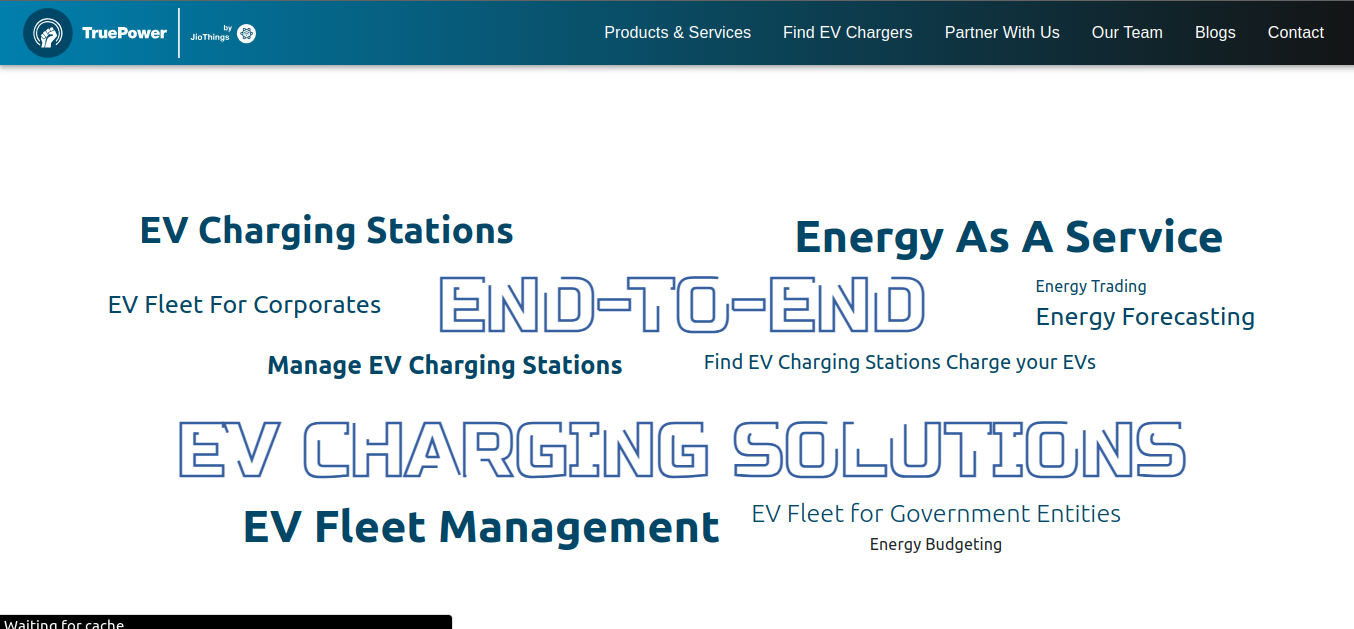 TruePower
by
JioThings
Products & Services
Find EV Chargers
Partner With Us
Our Team
Blogs
Contact
EV Charging Stations
Energy As A Service
END-TO-END
Energy Trading
EV Fleet For Corporates
Energy Forecasting
Manage EV Charging Stations
Find EV Charging Stations Charge your EVs
EV CHARGING SOLUTIONS
EV Fleet Management
EV Fleet for Government Entities
Energy Budgeting
Waiting for cache